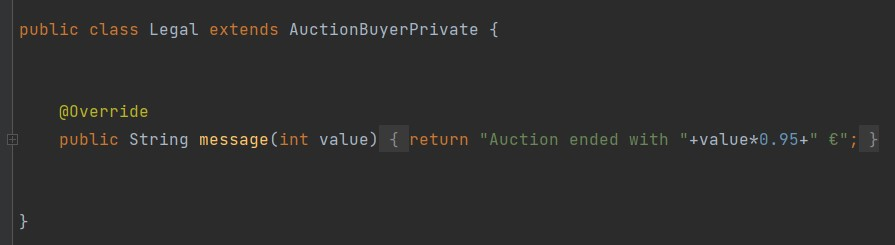 public class Legal extends AuctionBuyerPrivate {
@Override
public String message(int value) { return "Auction ended with "+value*0.95+" €"; }
}